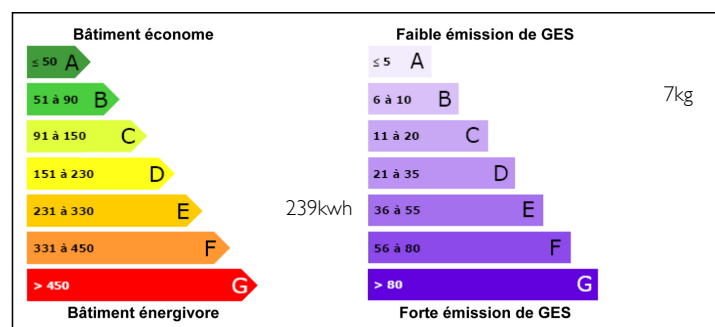 Bâtiment économe
≤ 50 A
51 à 90 B
91 à 150 C
151 à 230 D
231 à 330 E
239kwh
331 à 450 F
> 450 G
Bâtiment énergivore
Faible émission de GES
≤ 5 A
6 à 10 B
7kg
11 à 20 C
21 à 35 D
36 à 55 E
56 à 80 F
> 80 G
Forte émission de GES